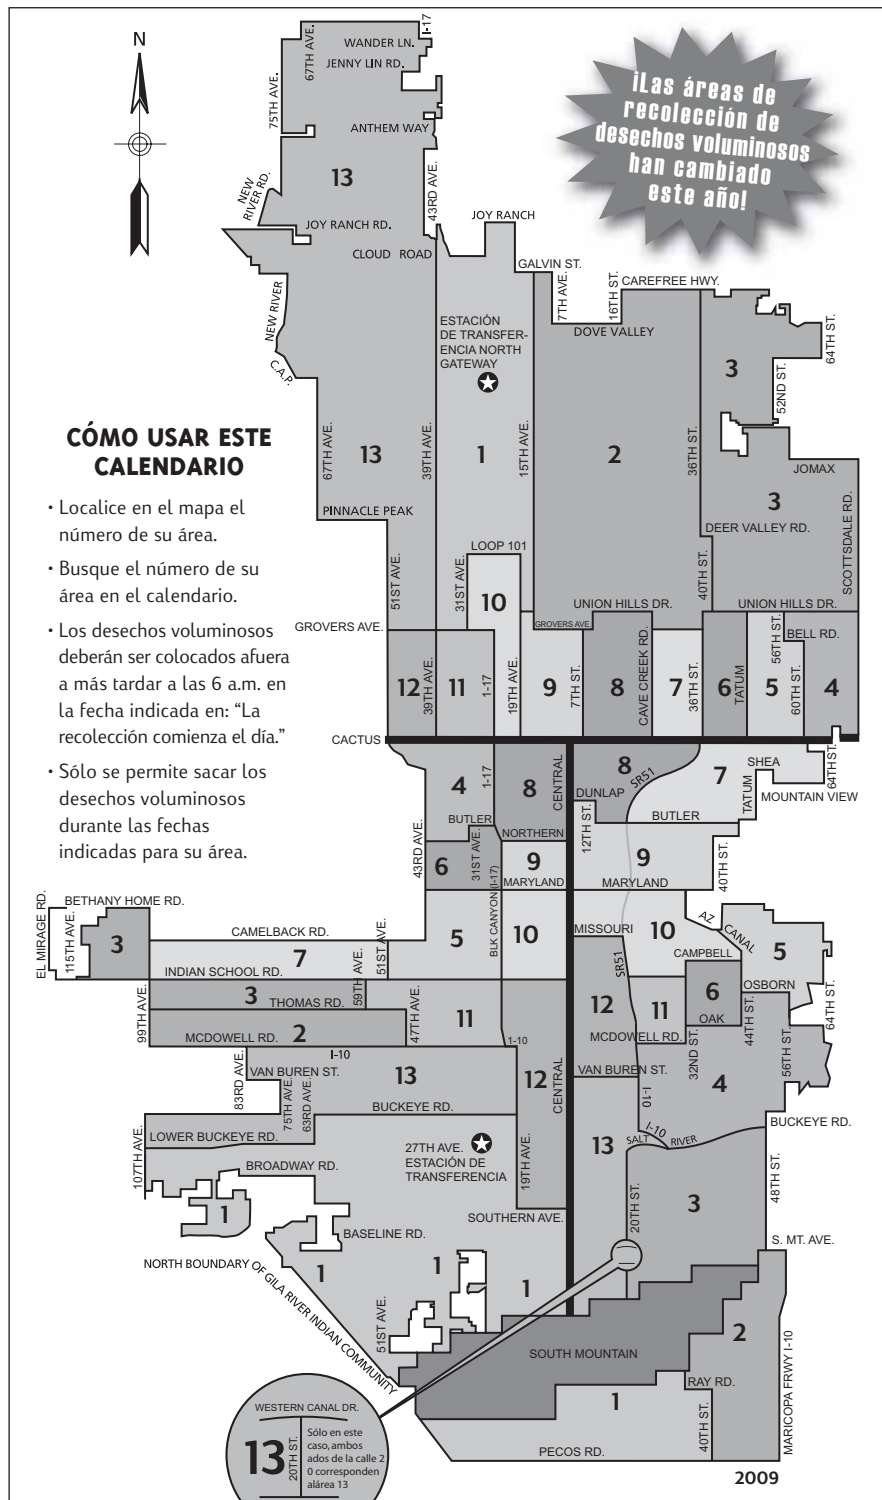 N
67TH AVE.
I-17
WANDER LN.
JENNY LIN RD.
75TH AVE.
ANTHEM WAY
13
43RD AVE.
NEW
RIVER RD.
JOY RANCH RD.
JOY RANCH
CLOUD ROAD
¡Las áreas de
recolección de
desechos voluminosos
han cambiado
este año!
GALVIN ST.
7TH AVE.
16TH ST.
CAREFREE HWY.
NEW RIVER
C.A.P.
ESTACIÓN
DE TRANSFER-
ENCIA NORTH
GATEWAY
DOVE VALLEY
64TH ST.
3
52ND ST.
CÓMO USAR ESTE
CALENDARIO
• Localice en el mapa el
número de su área.
• Busque el número de su
área en el calendario.
• Los desechos voluminosos
deberán ser colocados afuera
a más tardar a las 6 a.m. en
la fecha indicada en: “La
recolección comienza el día.”
• Sólo se permite sacar los
desechos voluminosos
durante las fechas
indicadas para su área.
67TH AVE.
13
39TH AVE.
1
15TH AVE.
2
36TH ST.
JOMAX
3
SCOTTSDALE RD.
PINNACLE PEAK
DEER VALLEY RD.
LOOP 101
51ST AVE.
31ST AVE.
10
40TH ST.
UNION HILLS DR.
UNION HILLS DR.
GROVERS AVE.
GROVERS AVE.
56TH ST.
BELL RD.
12
39TH AVE.
11
1-17
19TH AVE.
9
7TH ST.
8
CAVE CREEK RD.
7
36TH ST.
6
TATUM
5
60TH ST.
4
CACTUS
4
1-17
8
CENTRAL
8
SR51
DUNLAP
7
SHEA
TATUM
64TH ST.
MOUNTAIN VIEW
BUTLER
BUTLER
43RD AVE.
NORTHERN
12TH ST.
6
31ST AVE.
9
9
40TH ST.
MARYLAND
MARYLAND
BLK CANYON (I-17)
EL MIRAGE RD.
BETHANY HOME RD.
115TH AVE.
3
CAMELBACK RD.
51ST AVE.
5
10
MISSOURI
10
AZ
CANAL
5
7
INDIAN SCHOOL RD.
SR51
CAMPBELL
99TH AVE.
3
THOMAS RD.
59TH AVE.
12
11
6
OSBORN
OAK
64TH ST.
2
MCDOWELL RD.
47TH AVE.
11
1-10
MCDOWELL RD.
32ND ST.
44TH ST.
56TH ST.
83RD AVE.
I-10
VAN BUREN ST.
13
12
CENTRAL
VAN BUREN ST.
I-10
4
75TH AVE.
63RD AVE.
BUCKEYE RD.
BUCKEYE RD.
107TH AVE.
LOWER BUCKEYE RD.
27TH AVE.
ESTACIÓN DE
TRANSFERENCIA
19TH AVE.
13
I-10
SALT RIVER
BROADWAY RD.
20TH ST.
3
48TH ST.
1
SOUTHERN AVE.
BASELINE RD.
S. MT. AVE.
NORTH BOUNDARY OF GILA RIVER INDIAN COMMUNITY
1
1
1
51ST AVE.
2
SOUTH MOUNTAIN
RAY RD.
1
40TH ST.
MARICOPA FRWY I-10
PECOS RD.
WESTERN CANAL DR.
13
20TH ST.
Sólo en este
caso, ambos
ados de la calle 2
0 corresponden
alárea 13
2009